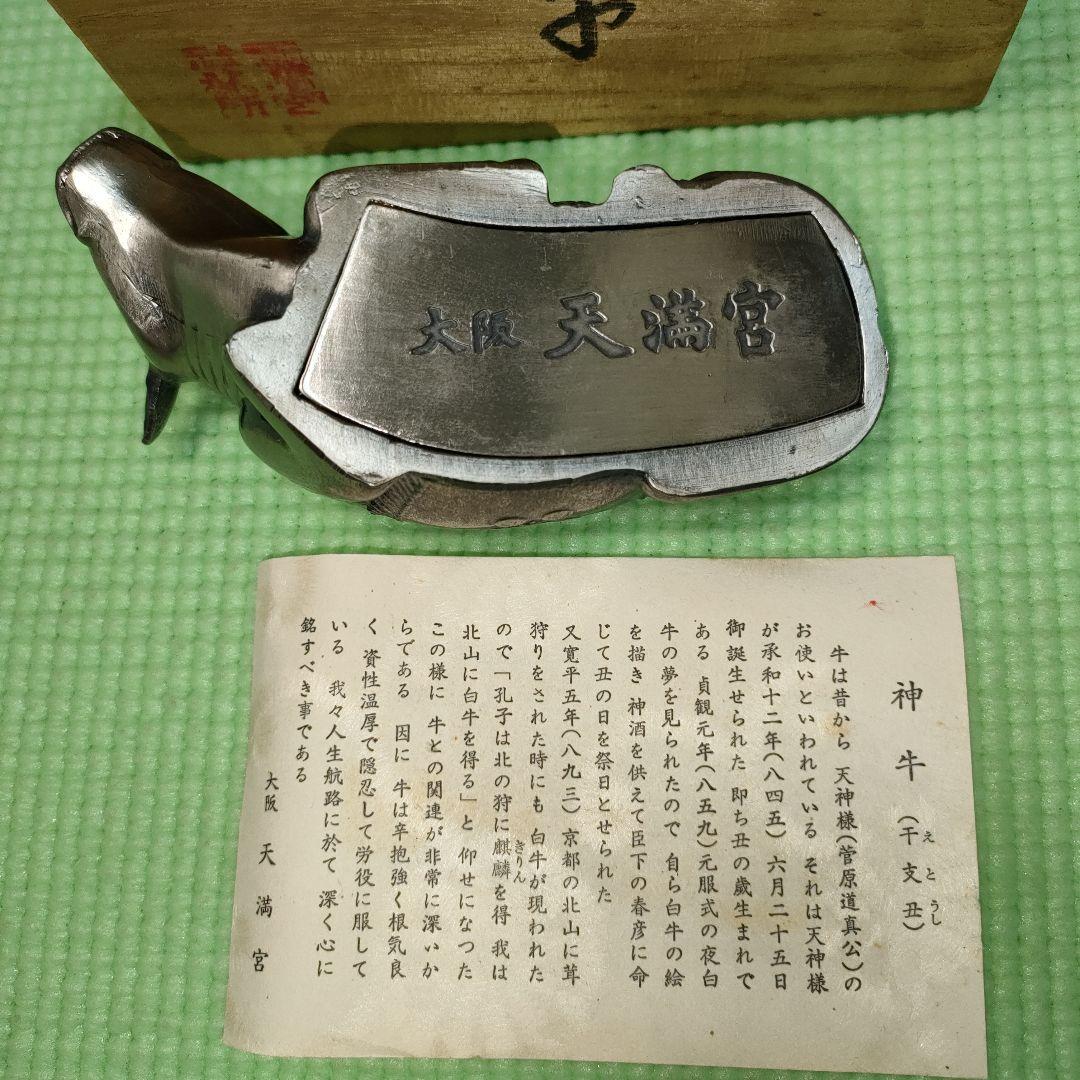 大阪 天満宮
神牛(干支丑)
えとうし
牛は昔から 天神様(菅原道真公)の
お使いといわれている それは天神様
が承和十二年(八四五) 六月二十五日
御誕生せられた 即ち丑の歳生まれで
ある 貞観元年(八五九)元服式の夜白
牛の夢を見られたので 自ら白牛の絵
を描き 神酒を供えて臣下の春彦に命
じて丑の日を祭日とせられた
又寛平五年(八九三) 京都の北山に茸
狩りをされた時にも 白牛が現われた
きりん
ので「孔子は北の狩に麒麟を得 我は
北山に白牛を得る」と 仰せになつた
この様に 牛との関連が非常に深いか
らである 因に 牛は辛抱強く根気良
く 資性温厚で隠忍して労役に服して
いる 我々人生航路に於て 深く心に
銘すべき事である
大阪 天満宮